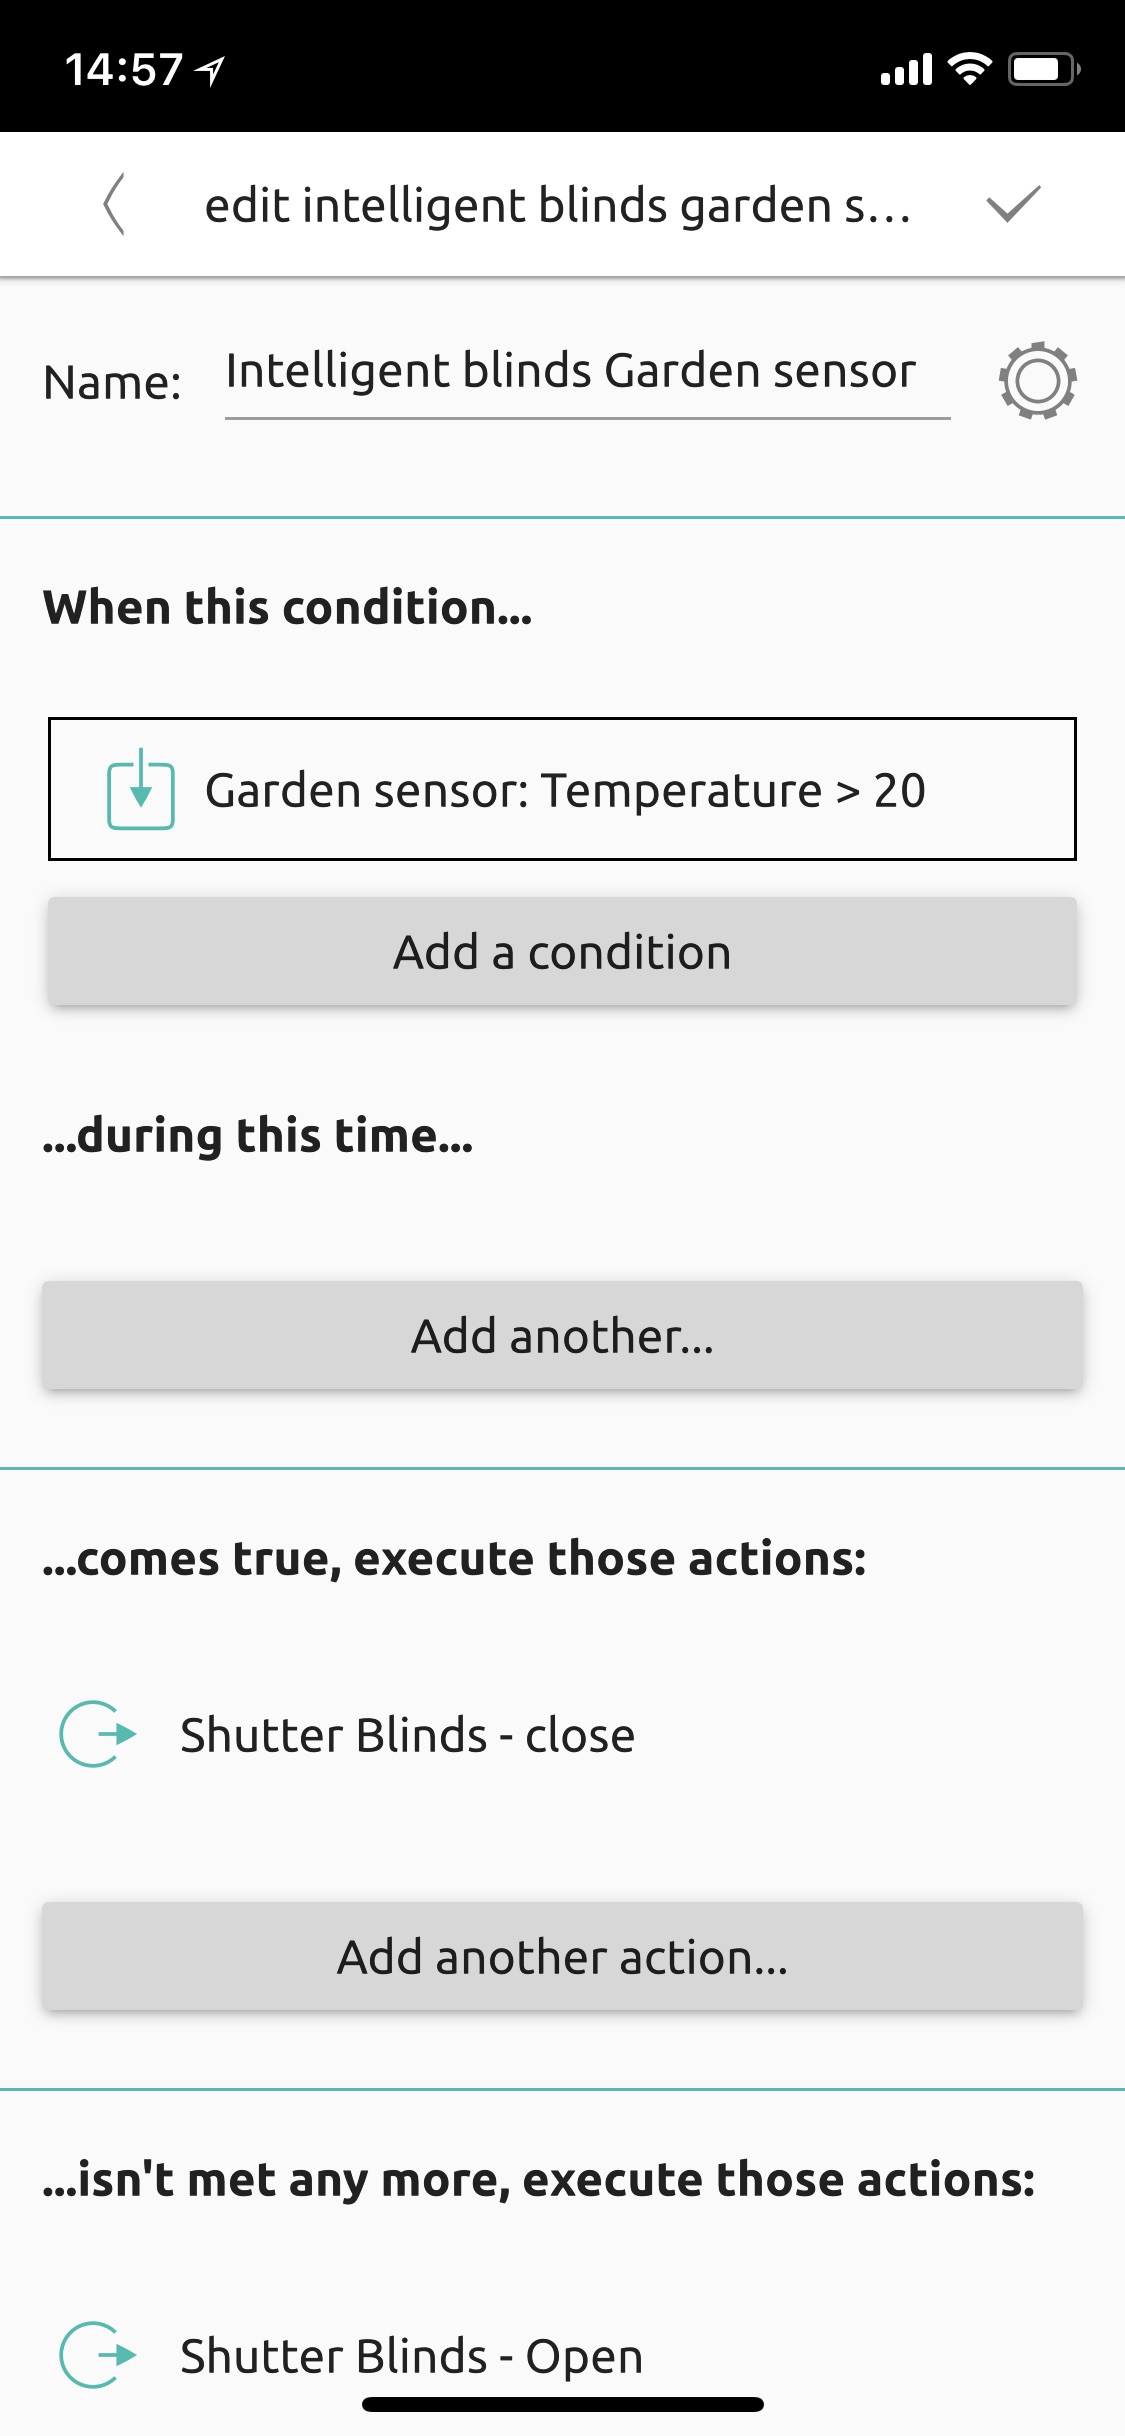 14:57
edit intelligent blinds garden s...
Name: Intelligent blinds Garden sensor
When this condition...
Garden sensor: Temperature > 20
Add a condition
...during this time...
Add another...
...comes true, execute those actions:
Shutter Blinds - close
Add another action...
...isn't met any more, execute those actions:
Shutter Blinds - Open